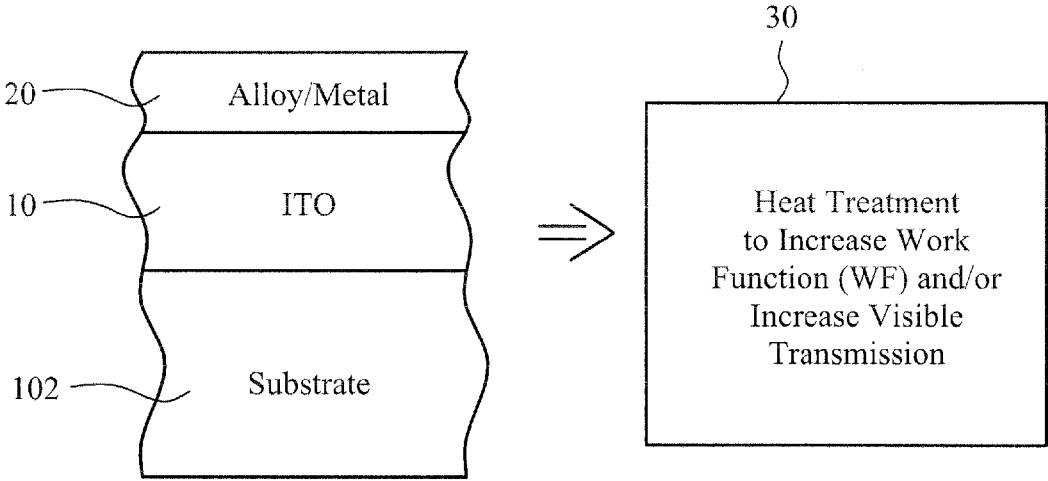 30
20
Alloy/Metal
10
ITO
102
Substrate
Heat Treatment
to Increase Work
Function (WF) and/or
Increase Visible
Transmission